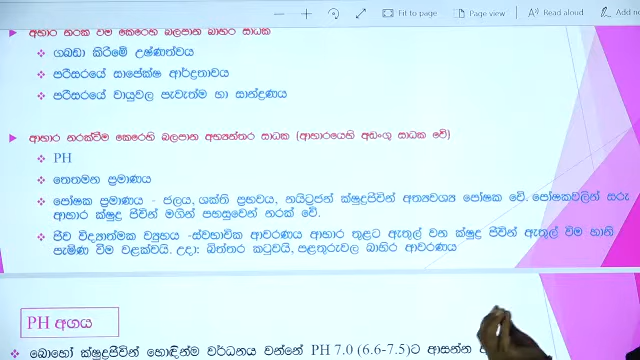 Fit to page Page view Read aloud Add no
ආහාර නරක වීම කෙරෙහි බලපාන බාහිර සාධක
ගබඩා කිරීමේ උෂ්ණත්වය
පරිසරයේ සාපේක්ෂ ආර්ද්‍රතාවය
පරිසරයේ වායුවල පැවැත්ම හා සාන්ද්‍රණය
ආහාර නරක්වීම කෙරෙහි බලපාන අභ්‍යන්තර සාධක (ආහාරයෙහි අඩංගු සාධක වේ)
PH
තෙතමන ප්‍රමාණය
පෝෂක ප්‍රමාණය - ජලය, ශක්ති ප්‍රභවය, නයිට්‍රජන් ක්ෂුද්‍රජීවින් අත්‍යවශ්‍ය පෝෂක වේ. පෝෂකවලින් සරු
ආහාර ක්ෂුද්‍ර ජීවින් මගින් පහසුවෙන් නරක් වේ.
ජීව විද්‍යාත්මක ව්‍යුහය -ස්වභාවික ආවරණය ආහාර තුළට ඇතුල් වන ක්ෂුද්‍ර ජීවින් ඇතුල් වීම හානි
පැමිණ වීම වළක්වයි. උදා: බිත්තර කටුවයි, පළතුරුවල බාහිර ආවරණය
PH අගය
බොහෝ ක්ෂුද්‍රජීවින් හොඳින්ම වර්ධනය වන්නේ PH 7.0 (6.6-7.5)ට ආසන්න